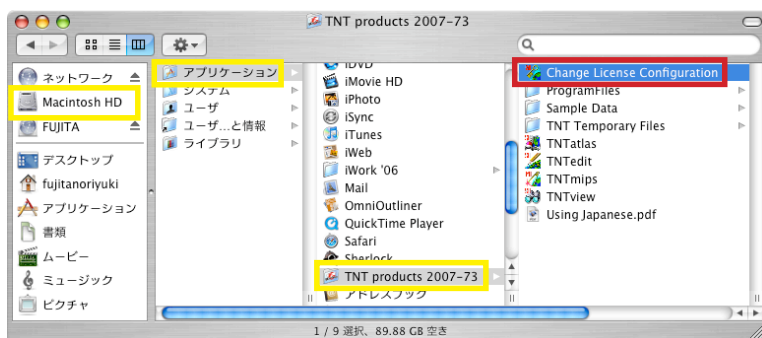 TNT products 2007-73
ネットワーク
Macintosh HD
FUJITA
デスクトップ
fujitanoriyuki
アプリケーション
書類
ムービー
ミュージック
ピクチャ
アプリケーション
システム
ユーザ
ユーザ...と情報
ライブラリ
iDVD
iMovie HD
iPhoto
iSync
iTunes
iWeb
iWork '06
Mail
OmniOutliner
QuickTime Player
Safari
Sherlock
TNT products 2007-73
アドレスブック
Change License Configuration
ProgramFiles
Sample Data
TNT Temporary Files
TNTatlas
TNTedit
TNTmips
TNTview
Using Japanese.pdf
1 / 9 選択、89.88 GB 空き